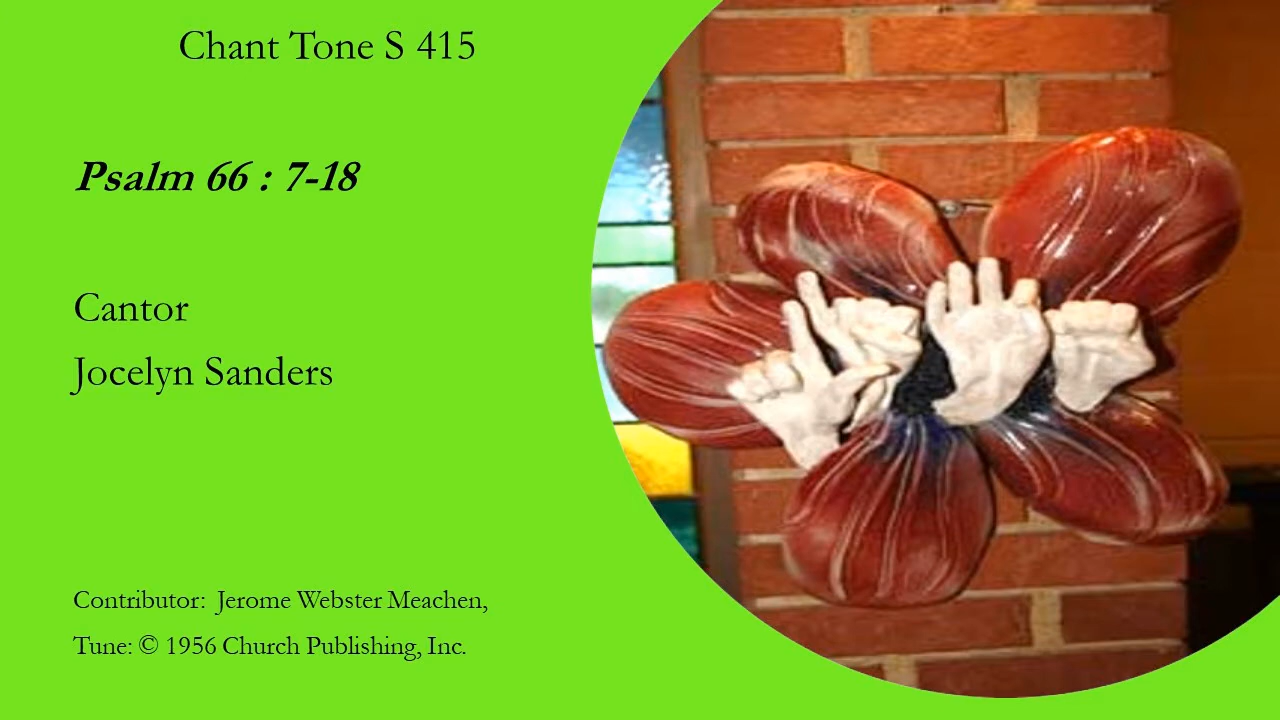 Chant Tone S 415
Psalm 66 : 7-18
Cantor
Jocelyn Sanders
Contributor:  Jerome Webster Meachen,
Tune: © 1956 Church Publishing, Inc.